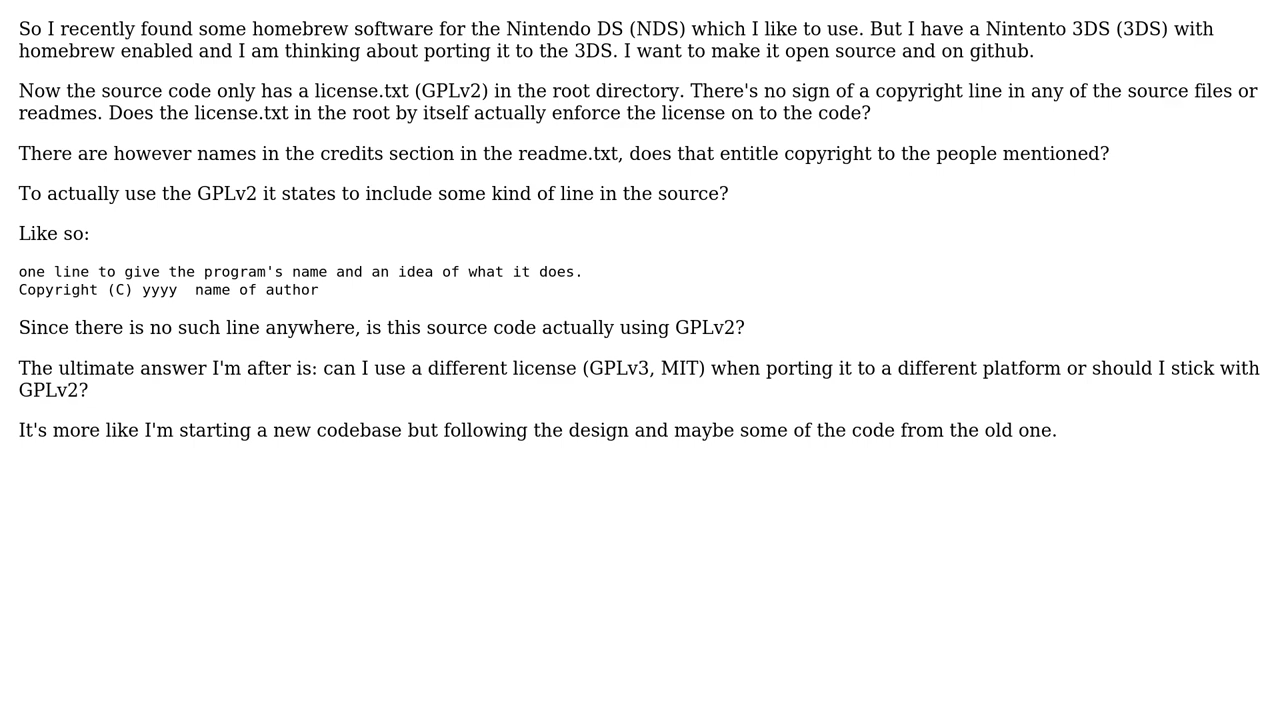 So I recently found some homebrew software for the Nintendo DS (NDS) which I like to use. But I have a Nintento 3DS (3DS) with
homebrew enabled and I am thinking about porting it to the 3DS. I want to make it open source and on github.
Now the source code only has a license.txt (GPLv2) in the root directory. There's no sign of a copyright line in any of the source files or
readmes. Does the license.txt in the root by itself actually enforce the license on to the code?
There are however names in the credits section in the readme.txt, does that entitle copyright to the people mentioned?
To actually use the GPLv2 it states to include some kind of line in the source?
Like so:
one line to give the program's name and an idea of what it does.
Copyright (C) yyyy  name of author
Since there is no such line anywhere, is this source code actually using GPLv2?
The ultimate answer I'm after is: can I use a different license (GPLv3, MIT) when porting it to a different platform or should I stick with
GPLv2?
It's more like I'm starting a new codebase but following the design and maybe some of the code from the old one.